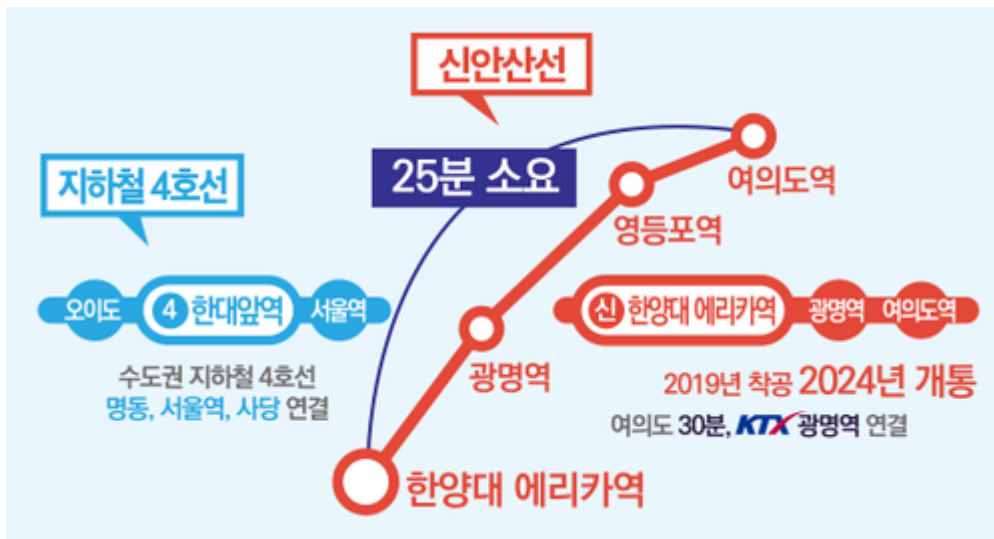 신안산선
25분 소요
여의도역
영등포역
광명역
한양대 에리카역
지하철 4호선
오이도 4 한대앞역 서울역
수도권 지하철 4호선
명동, 서울역, 사당 연결
신 한양대 에리카역 광명역 여의도역
2019년 착공 2024년 개통
여의도 30분, KTX 광명역 연결